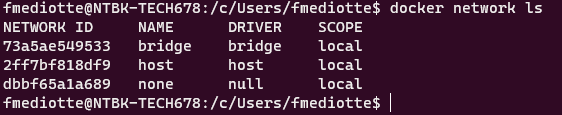 fmediotte@NTBK-TECH678:/c/Users/fmediotte$ docker network ls
NETWORK ID     NAME      DRIVER    SCOPE
73a5ae549533   bridge    bridge    local
2ff7bf818df9   host      host      local
dbbf65a1a689   none      null      local
fmediotte@NTBK-TECH678:/c/Users/fmediotte$